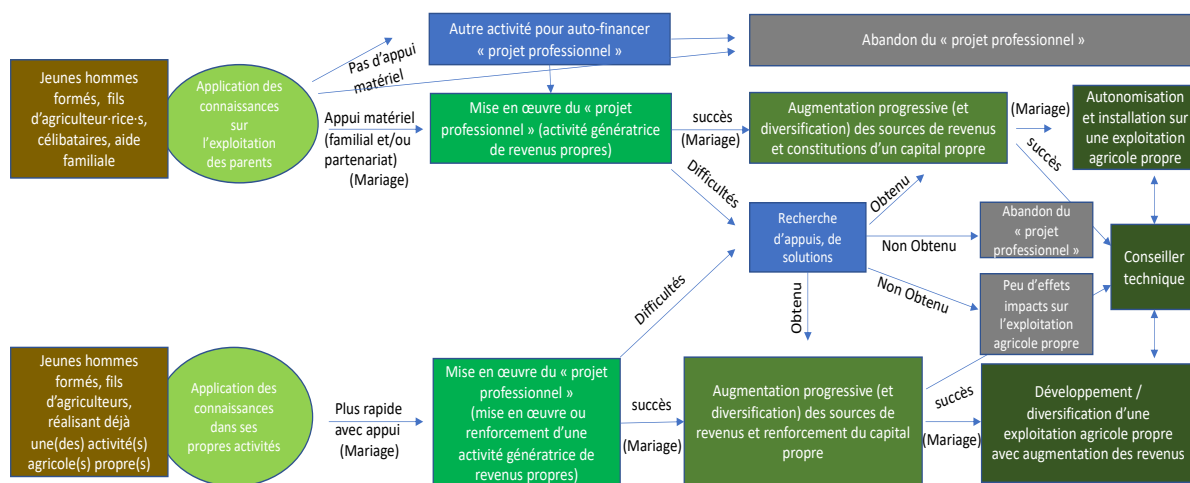 Autre activité pour auto-financer
« projet professionnel »
Abandon du « projet professionnel »
Pas d'appui
matériel
Jeunes hommes
formés, fils
d'agriculteur·rice·s,
célibataires, aide
familiale
Application des
connaissances
sur
l'exploitation
des parents
Appui matériel
(familial et/ou
partenariat)
(Mariage)
Mise en œuvre du « projet
professionnel » (activité génératrice
de revenus propres)
succès
(Mariage)
Augmentation progressive (et
diversification) des sources de revenu
et constitutions d'un capital propre
(Mariage)
succès
Autonomisation
et installation sur
une exploitation
agricole propre
Difficultés
Recherche
d'appuis, de
solutions
Obtenu
Non Obtenu
Abandon du
« projet
professionnel »
Non Obtenu
Peu d'effets
impacts sur
l'exploitation
agricole propre
Conseiller
technique
Difficultés
Obtenu
Jeunes hommes
formés, fils
d'agriculteurs,
réalisant déjà
une(des) activité(s)
agricole(s) propre(s)
Application des
connaissances
dans ses
propres activités
Plus rapide
avec appui
(Mariage)
Mise en œuvre du « projet
professionnel »
(mise en œuvre ou
renforcement d'une
activité génératrice
de revenus propres)
succès
(Mariage)
Augmentation progressive (et
diversification) des sources de
revenus et renforcement du capital
propre
succès
(Mariage)
Développement /
diversification d'une
exploitation agricole propre
avec augmentation des revenus